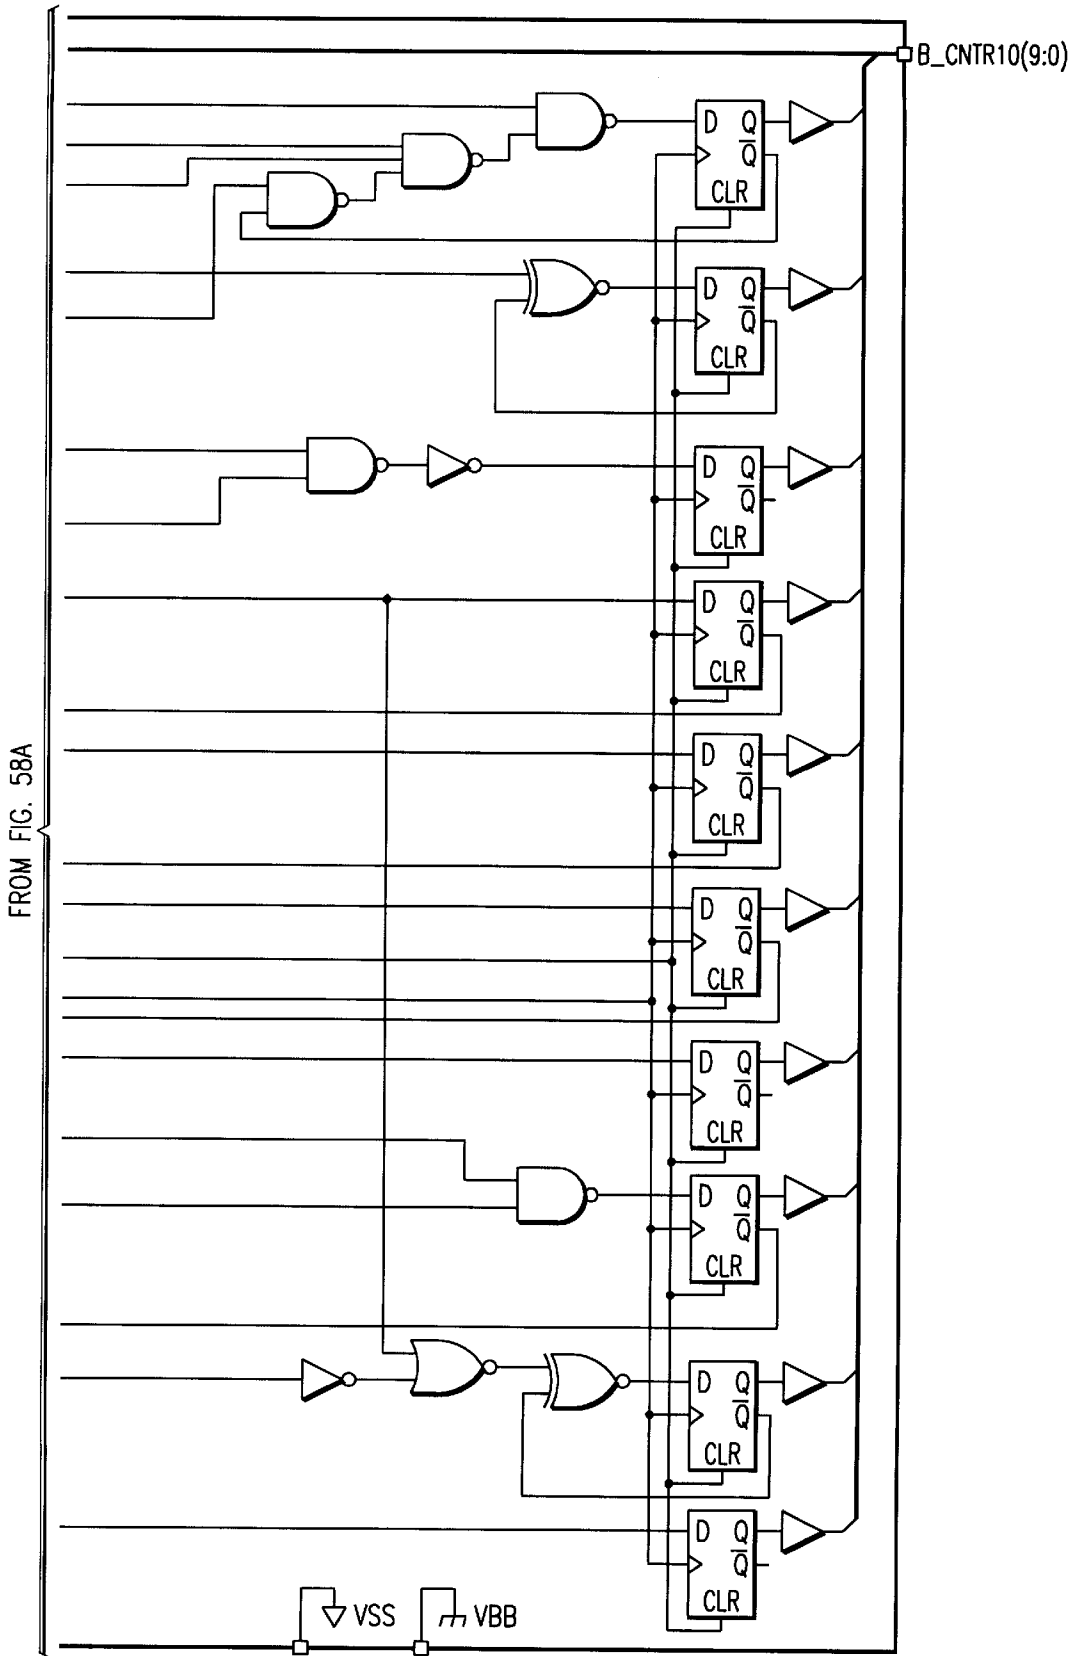 B_CNTR10(9:0)
D Q
Q̅
CLR
D Q
Q̅
CLR
D Q
Q̅
CLR
D Q
Q̅
CLR
D Q
Q̅
CLR
FROM FIG. 58A
D Q
Q̅
CLR
D Q
Q̅
CLR
D Q
Q̅
CLR
D Q
Q̅
CLR
D Q
Q̅
CLR
VSS VBB